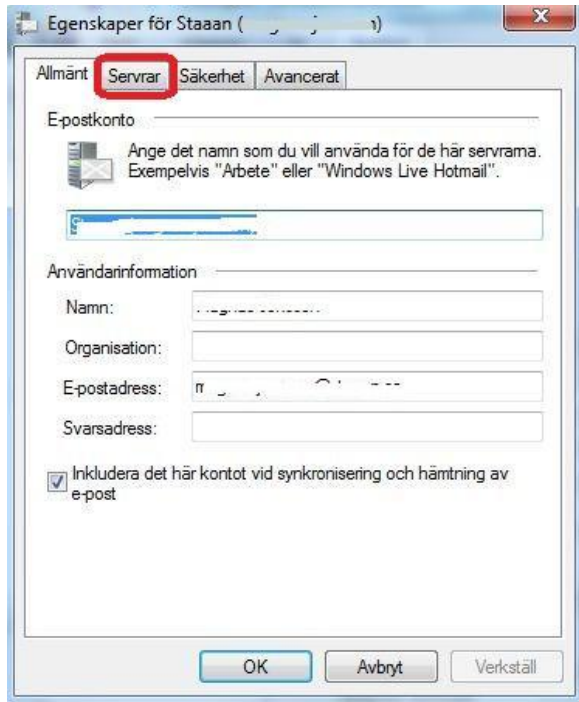 Egenskaper för Staaan (
Allmänt Servrar Säkerhet Avancerat
E-postkonto
Ange det namn som du vill använda för de här servrarna.
Exempelvis "Arbete" eller "Windows Live Hotmail".
Användarinformation
Namn:
Organisation:
E-postadress:
Svarsadress:
Inkludera det här kontot vid synkronisering och hämtning av
e-post
OK Avbryt Verkställ